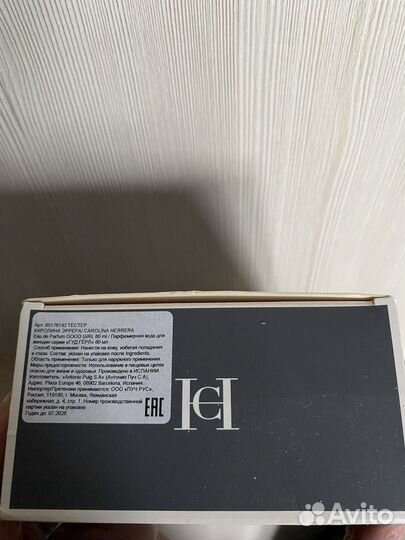 Арт. 65176142 ТЕСТЕР
КАРОЛИНА ЭРРЕРА/ CAROLINA HERRERA
Eau de Parfum GOOD GIRL 80 ml / Парфюмерная вода для
женщин серии «ГУД ГЁРЛ» 80 мл
Способ применения: Нанести на кожу, избегая попадания
в глаза. Состав: указан на упаковке после Ingredients.
Область применения: Только для наружного применения.
Меры предосторожности: Использование в пищевых целях
опасно для жизни и здоровья. Произведено в ИСПАНИИ.
Изготовитель: «Antonio Puig S.A» (Антонио Пуч С.А),
Адрес: Plaza Europa 46, 08902 Barcelona, Испания.
Импортер/Претензии принимаются: ООО «ПУЧ РУС»,
Россия, 119180, г. Москва, Якиманская
набережная, д. 4, стр. 1. Номер производственной
партии указан на упаковке
Годен до: 07.2026
EAC
CH
Avito